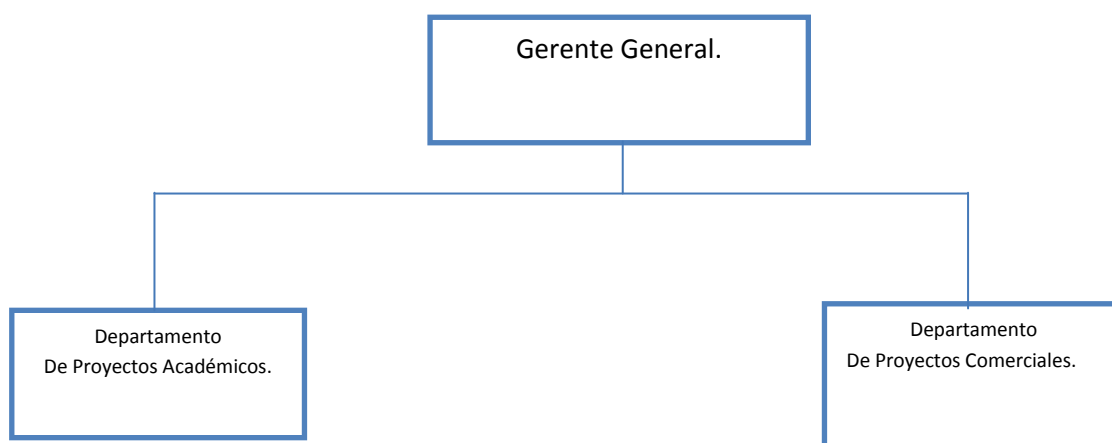 Gerente General.
Departamento
De Proyectos Académicos.
Departamento
De Proyectos Comerciales.